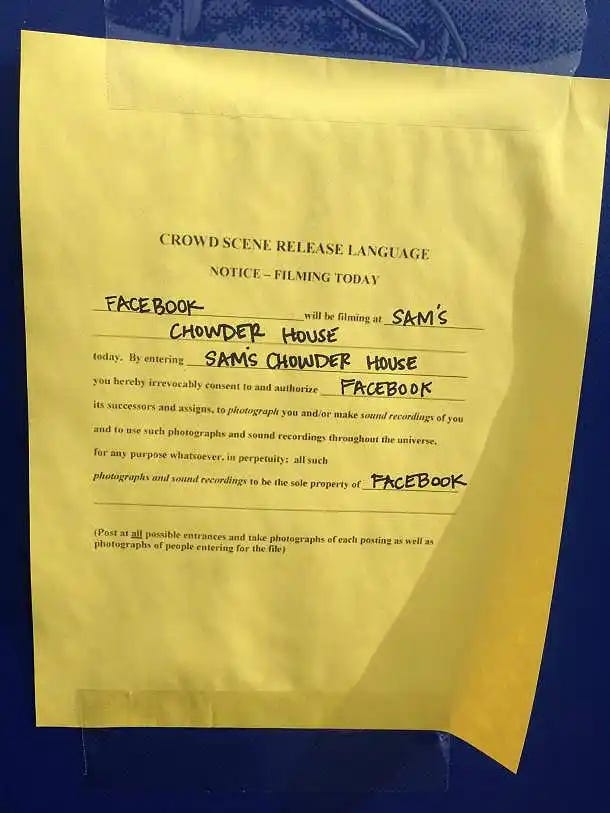 CROWD SCENE RELEASE LANGUAGE
NOTICE – FILMING TODAY
FACEBOOK will be filming at SAM'S
CHOWDER HOUSE
today. By entering SAM'S CHOWDER HOUSE
you hereby irrevocably consent to and authorize FACEBOOK
its successors and assigns, to photograph you and/or make sound recordings of you
and to use such photographs and sound recordings throughout the universe,
for any purpose whatsoever, in perpetuity; all such
photographs and sound recordings to be the sole property of FACEBOOK
(Post at all possible entrances and take photographs of each posting as well as
photographs of people entering for the file)